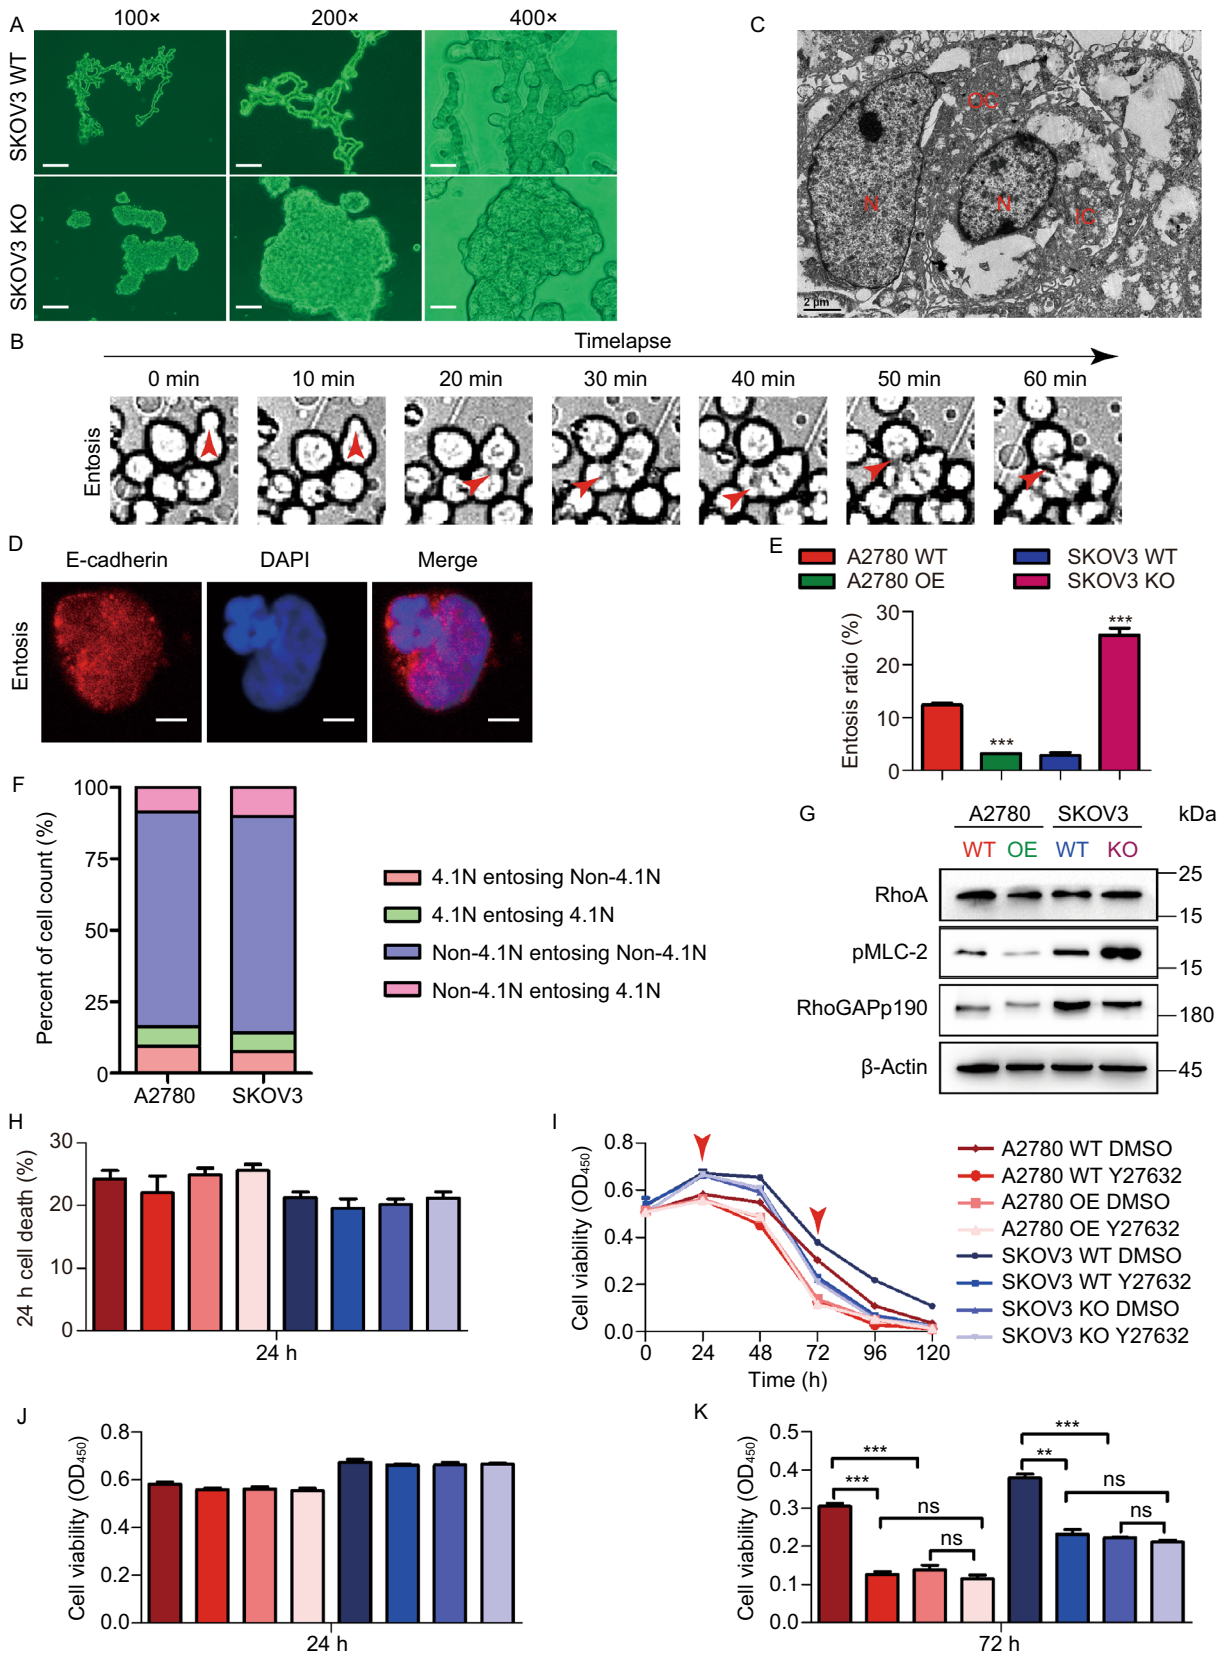 A
100×
200×
400×
SKOV3 WT
SKOV3 KO
C
OC
N
N
IC
2 µm
B
Timelapse
0 min
10 min
20 min
30 min
40 min
50 min
60 min
Entosis
D
E-cadherin
DAPI
Merge
Entosis
E
A2780 WT
SKOV3 WT
A2780 OE
SKOV3 KO
Entosis ratio (%)
30
20
10
0
***
***
F
Percent of cell count (%)
100
75
50
25
0
A2780
SKOV3
4.1N entosing Non-4.1N
4.1N entosing 4.1N
Non-4.1N entosing Non-4.1N
Non-4.1N entosing 4.1N
G
A2780
SKOV3
kDa
WT
OE
WT
KO
RhoA
25
15
pMLC-2
15
RhoGAPp190
180
β-Actin
45
H
24 h cell death (%)
30
20
10
0
24 h
I
Cell viability (OD450)
0.8
0.6
0.4
0.2
0.0
0
24
48
72
96
120
Time (h)
A2780 WT DMSO
A2780 WT Y27632
A2780 OE DMSO
A2780 OE Y27632
SKOV3 WT DMSO
SKOV3 WT Y27632
SKOV3 KO DMSO
SKOV3 KO Y27632
J
Cell viability (OD450)
0.8
0.6
0.4
0.2
0.0
24 h
K
Cell viability (OD450)
0.5
0.4
0.3
0.2
0.1
0.0
***
***
ns
ns
***
**
ns
ns
72 h